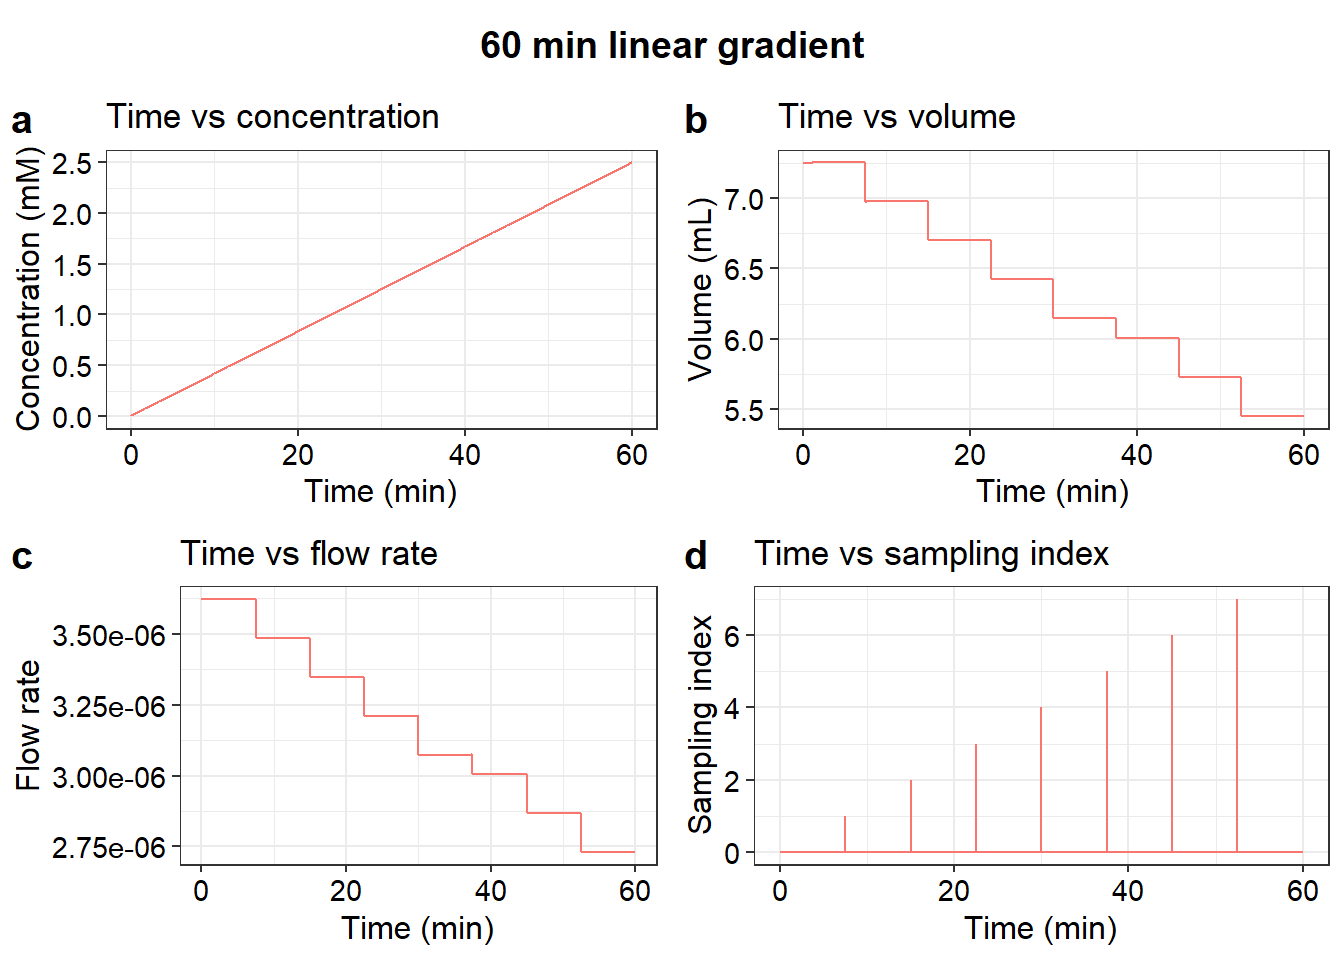 60 min linear gradient
a
Time vs concentration
Concentration (mM)
2.5
2.0
1.5
1.0
0.5
0.0
0 20 40 60
Time (min)
b
Time vs volume
Volume (mL)
7.0
6.5
6.0
5.5
0 20 40 60
Time (min)
c
Time vs flow rate
Flow rate
3.50e-06
3.25e-06
3.00e-06
2.75e-06
0 20 40 60
Time (min)
d
Time vs sampling index
Sampling index
6
4
2
0
0 20 40 60
Time (min)